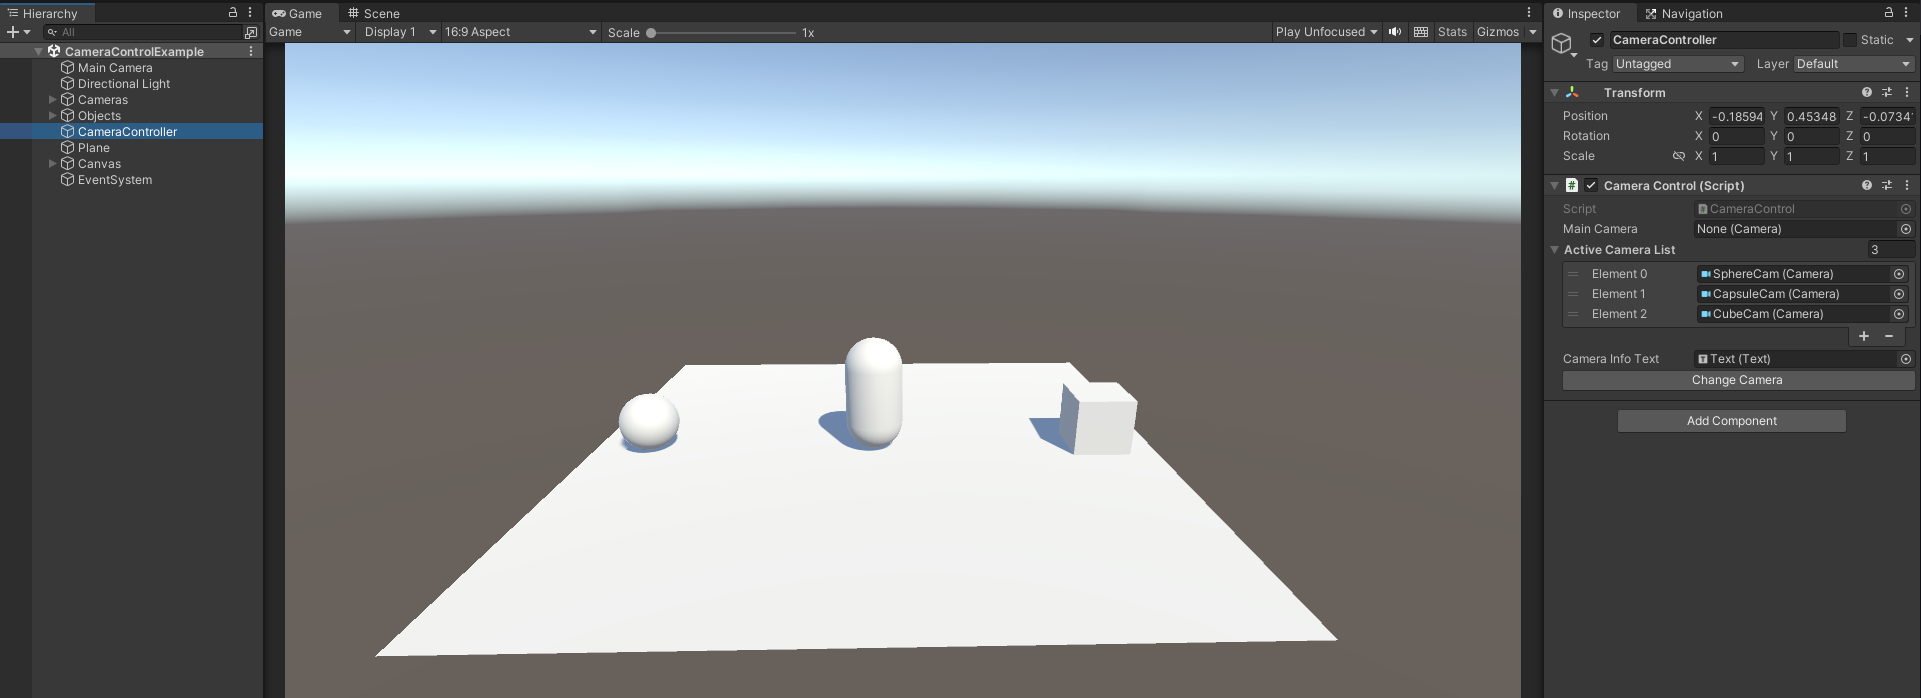 Hierarchy
All
CameraControlExample
Main Camera
Directional Light
Cameras
Objects
CameraController
Plane
Canvas
EventSystem
Game
Scene
Game
Display 1
16:9 Aspect
Scale
1x
Play Unfocused
Stats
Gizmos
Inspector
Navigation
CameraController
Static
Tag Untagged
Layer Default
Transform
Position X -0.18594 Y 0.45348 Z -0.0734
Rotation X 0 Y 0 Z 0
Scale X 1 Y 1 Z 1
# Camera Control (Script)
Script CameraControl
Main Camera None (Camera)
Active Camera List 3
Element 0 SphereCam (Camera)
Element 1 CapsuleCam (Camera)
Element 2 CubeCam (Camera)
+ −
Camera Info Text Text (Text)
Change Camera
Add Component